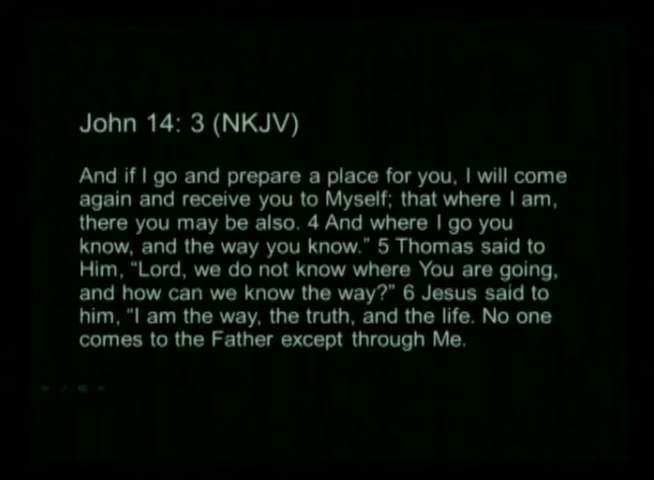 John 14: 3 (NKJV)
And if I go and prepare a place for you, I will come
again and receive you to Myself; that where I am,
there you may be also. 4 And where I go you
know, and the way you know.” 5 Thomas said to
Him, “Lord, we do not know where You are going,
and how can we know the way?” 6 Jesus said to
him, “I am the way, the truth, and the life. No one
comes to the Father except through Me.